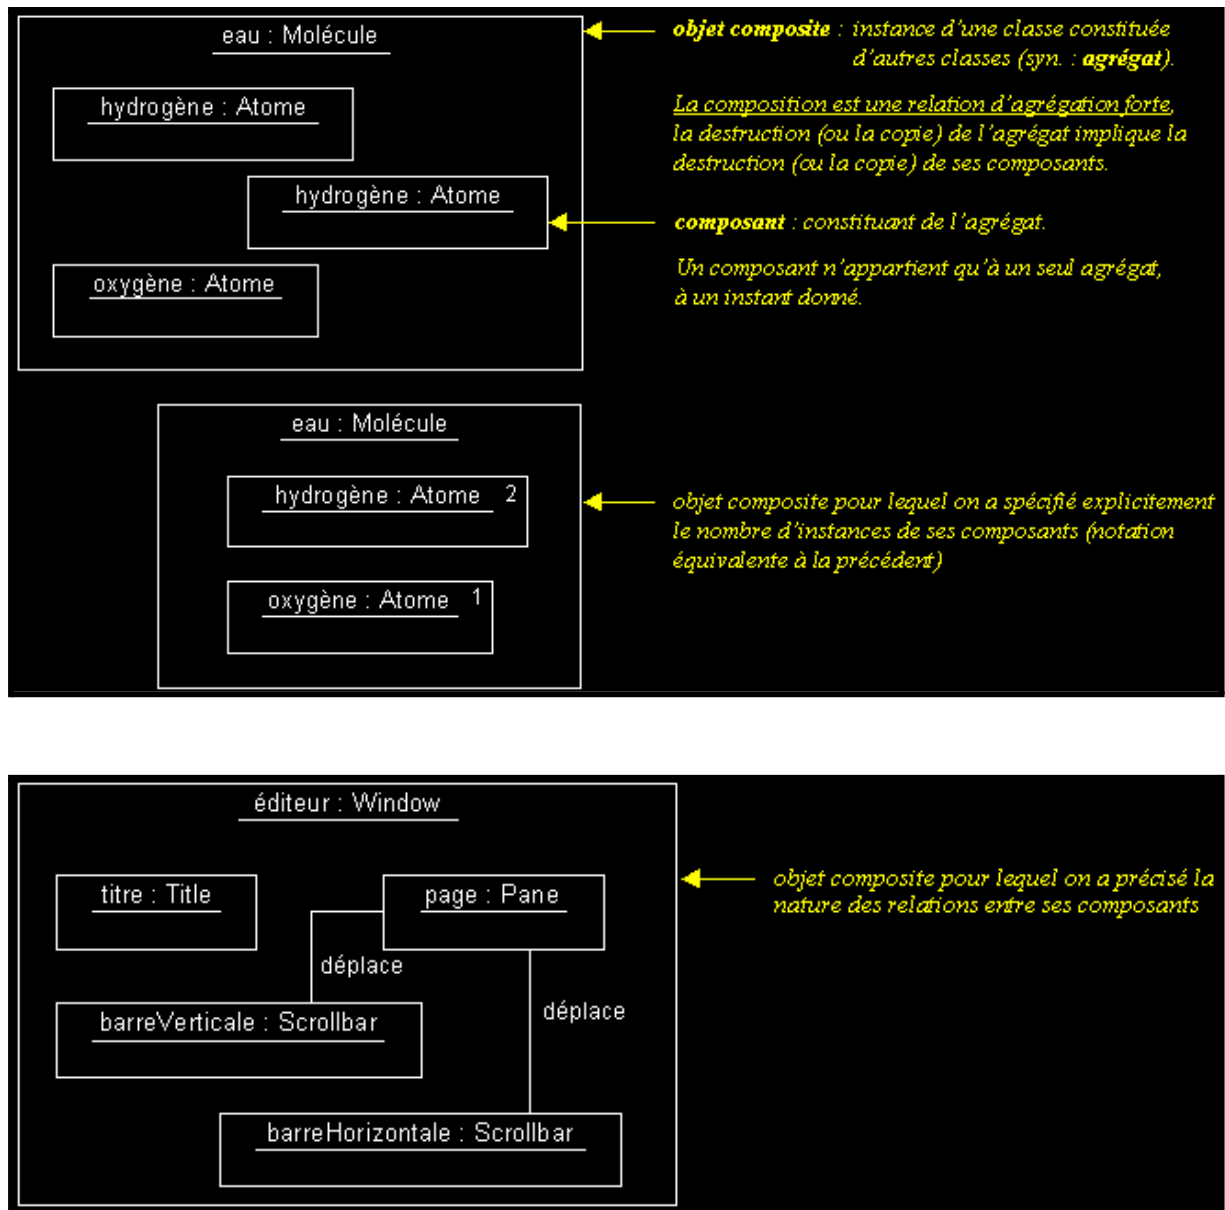 eau : Molécule
hydrogène : Atome
hydrogène : Atome
oxygène : Atome
objet composite : instance d'une classe constituée
d'autres classes (syn. : agrégat).
La composition est une relation d'agrégation forte,
la destruction (ou la copie) de l'agrégat implique la
destruction (ou la copie) de ses composants.
composant : constituant de l'agrégat.
Un composant n'appartient qu'à un seul agrégat,
à un instant donné.
eau : Molécule
hydrogène : Atome 2
oxygène : Atome 1
objet composite pour lequel on a spécifié explicitement
le nombre d'instances de ses composants (notation
équivalente à la précédent)
éditeur : Window
titre : Title
page : Pane
déplace
barreVerticale : Scrollbar
déplace
barreHorizontale : Scrollbar
objet composite pour lequel on a précisé la
nature des relations entre ses composants